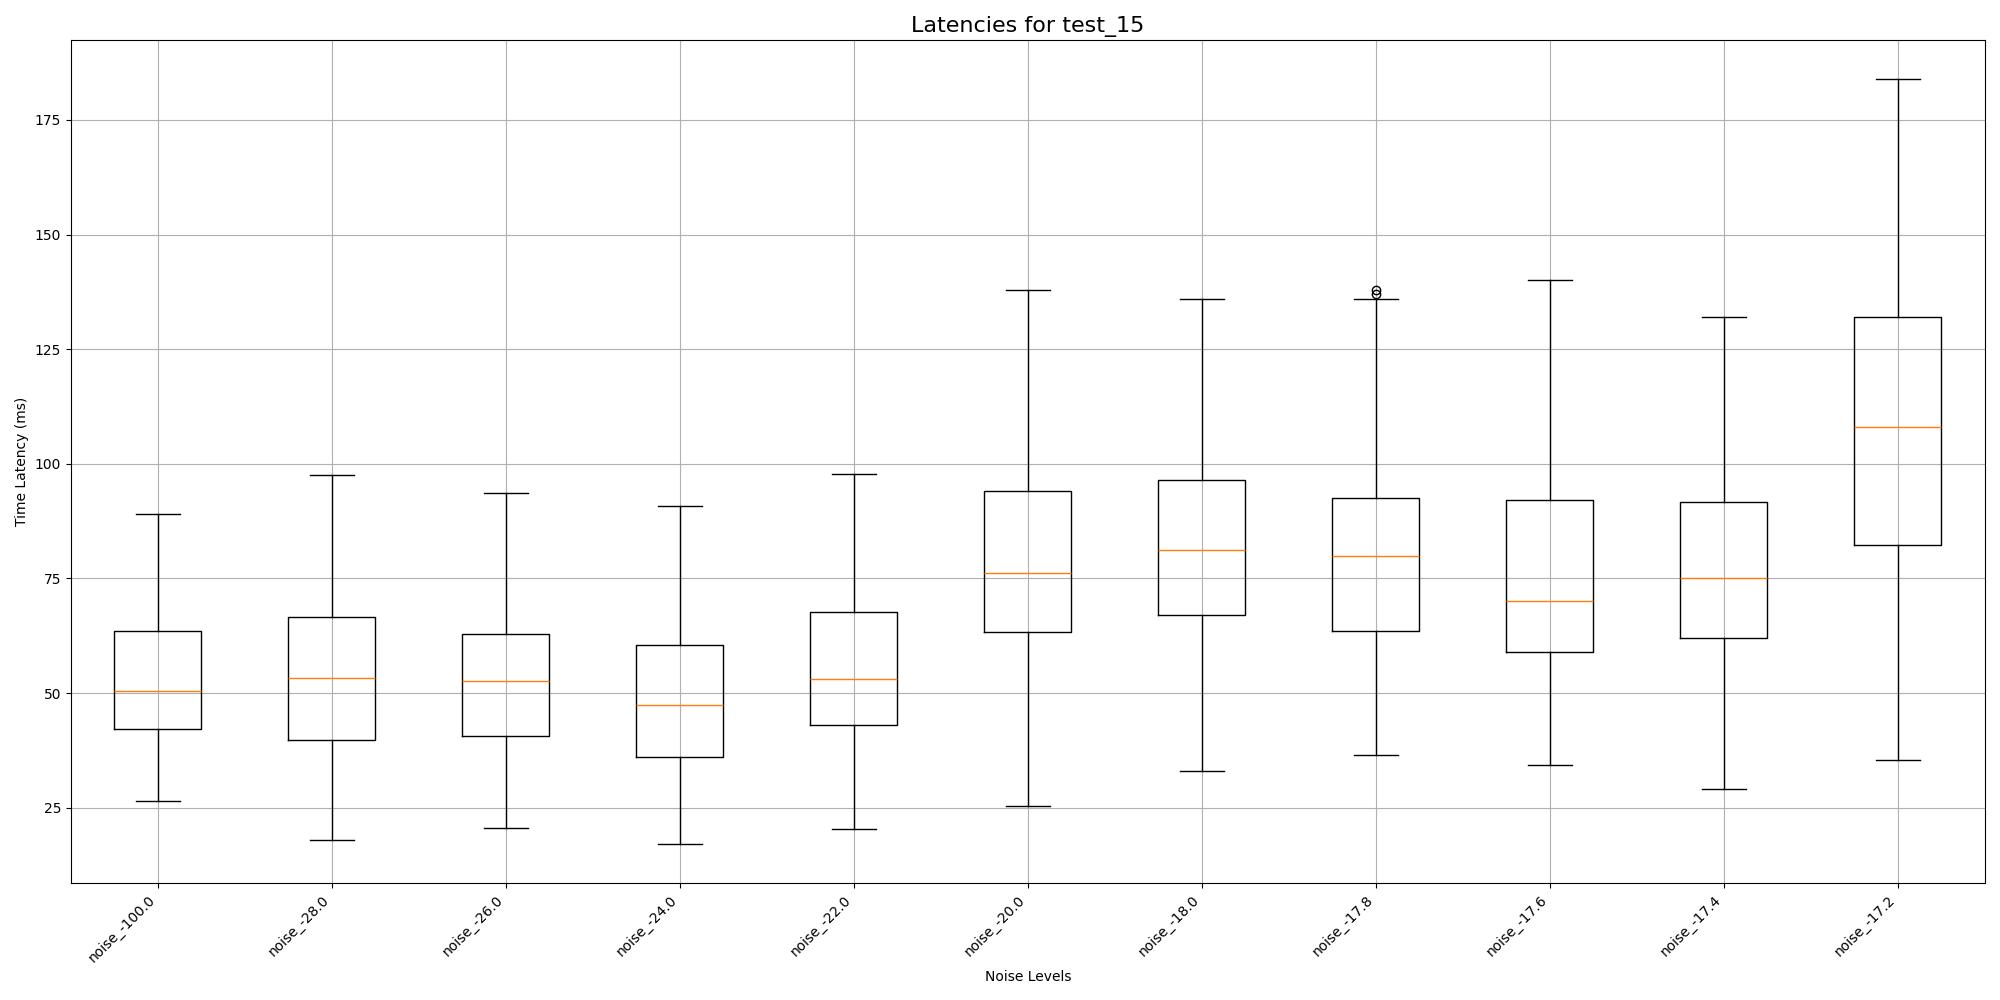 Latencies for test_15
Time Latency (ms)
175
150
125
100
75
50
25
noise_-100.0
noise_-28.0
noise_-26.0
noise_-24.0
noise_-22.0
noise_-20.0
noise_-18.0
noise_-17.8
noise_-17.6
noise_-17.4
noise_-17.2
Noise Levels